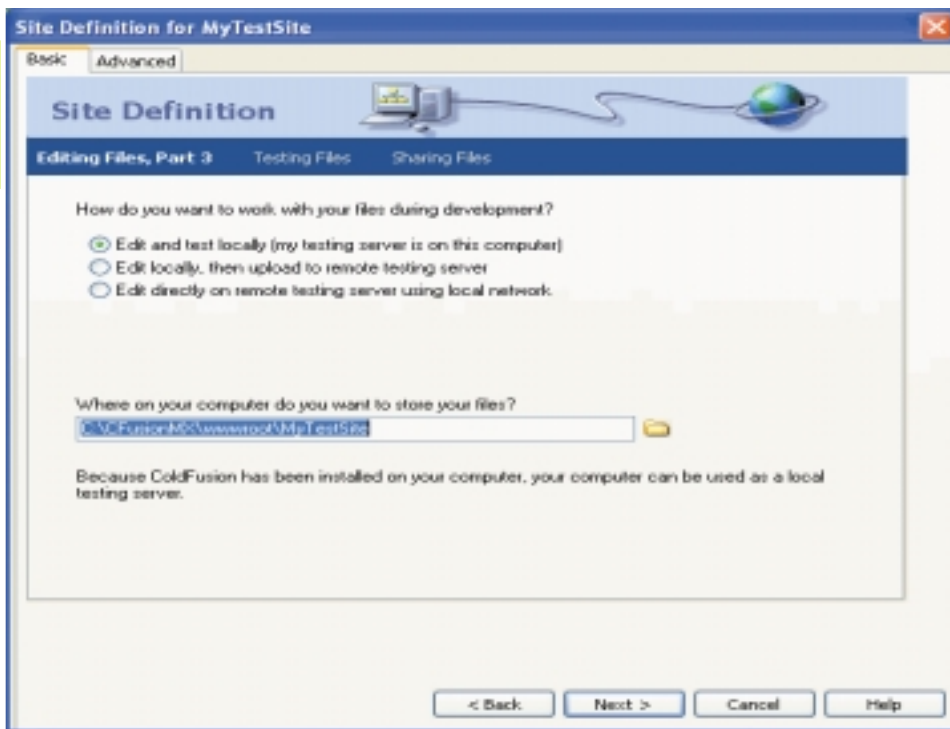 Site Definition for MyTestSite
Basic Advanced
Site Definition
Editing Files, Part 3 Testing Files Sharing Files
How do you want to work with your files during development?
Edit and test locally (my testing server is on this computer)
Edit locally, then upload to remote testing server
Edit directly on remote testing server using local network
Where on your computer do you want to store your files?
C:\CFusionMX\wwwroot\MyTestSite
Because ColdFusion has been installed on your computer, your computer can be used as a local
testing server.
< Back Next > Cancel Help